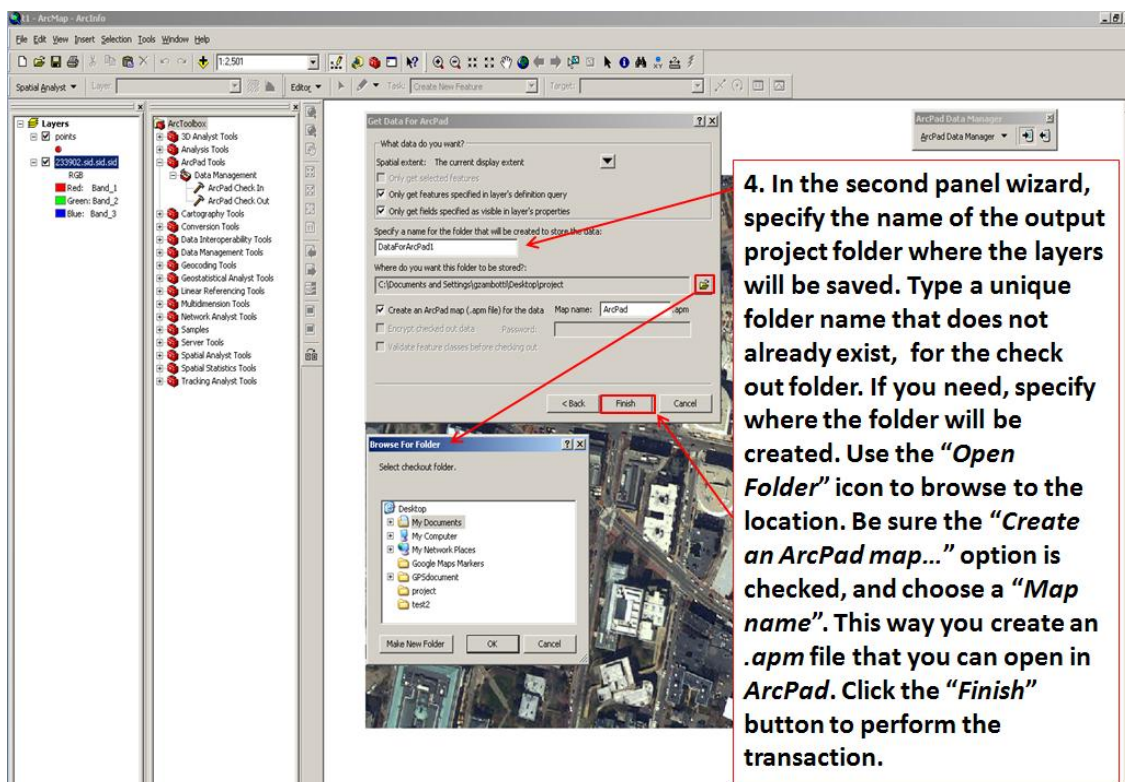 21 - ArcMap - ArcInfo
File Edit View Insert Selection Tools Window Help
1:2,501
Spatial Analyst Layer: Editor Task: Create New Feature Target:
Layers
points
233902.sid.sid.sid
RGB
Red: Band_1
Green: Band_2
Blue: Band_3
ArcToolbox
3D Analyst Tools
Analysis Tools
ArcPad Tools
Data Management
ArcPad Check In
ArcPad Check Out
Cartography Tools
Conversion Tools
Data Interoperability Tools
Data Management Tools
Geocoding Tools
Geostatistical Analyst Tools
Linear Referencing Tools
Multidimension Tools
Network Analyst Tools
Samples
Server Tools
Spatial Analyst Tools
Spatial Statistics Tools
Tracking Analyst Tools
Get Data For ArcPad
What data do you want?
Spatial extent: The current display extent
Only get selected features
Only get features specified in layer's definition query
Only get fields specified as visible in layer's properties
Specify a name for the folder that will be created to store the data:
DataForArcPad1
Where do you want this folder to be stored?:
C:\Documents and Settings\gzambotti\Desktop\project
Create an ArcPad map (.apm file) for the data Map name: ArcPad .apm
Encrypt checked out data Password:
Validate feature classes before checking out
< Back Finish Cancel
Browse For Folder
Select checkout folder.
Desktop
My Documents
My Computer
My Network Places
Google Maps Markers
GPSdocument
project
test2
Make New Folder OK Cancel
ArcPad Data Manager
ArcPad Data Manager
4. In the second panel wizard,
specify the name of the output
project folder where the layers
will be saved. Type a unique
folder name that does not
already exist, for the check
out folder. If you need, specify
where the folder will be
created. Use the “Open
Folder” icon to browse to the
location. Be sure the “Create
an ArcPad map…” option is
checked, and choose a “Map
name”. This way you create an
.apm file that you can open in
ArcPad. Click the “Finish”
button to perform the
transaction.